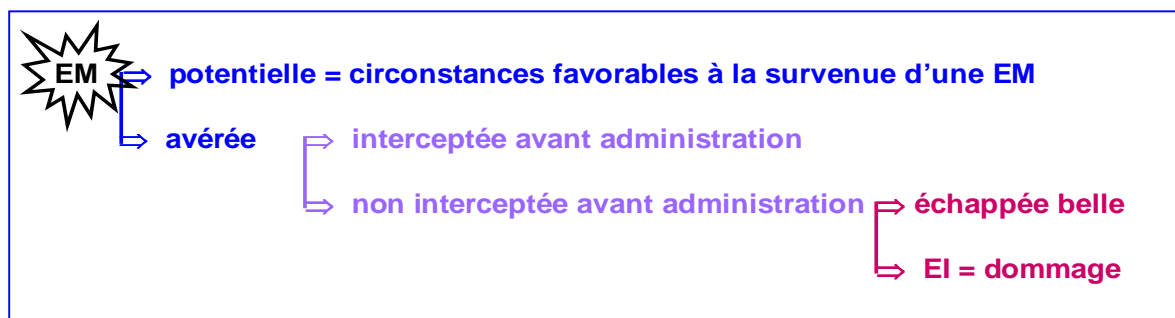 EM ⇒ potentielle = circonstances favorables à la survenue d'une EM
⇒ avérée ⇒ interceptée avant administration
⇒ non interceptée avant administration ⇒ échappée belle
⇒ EI = dommage